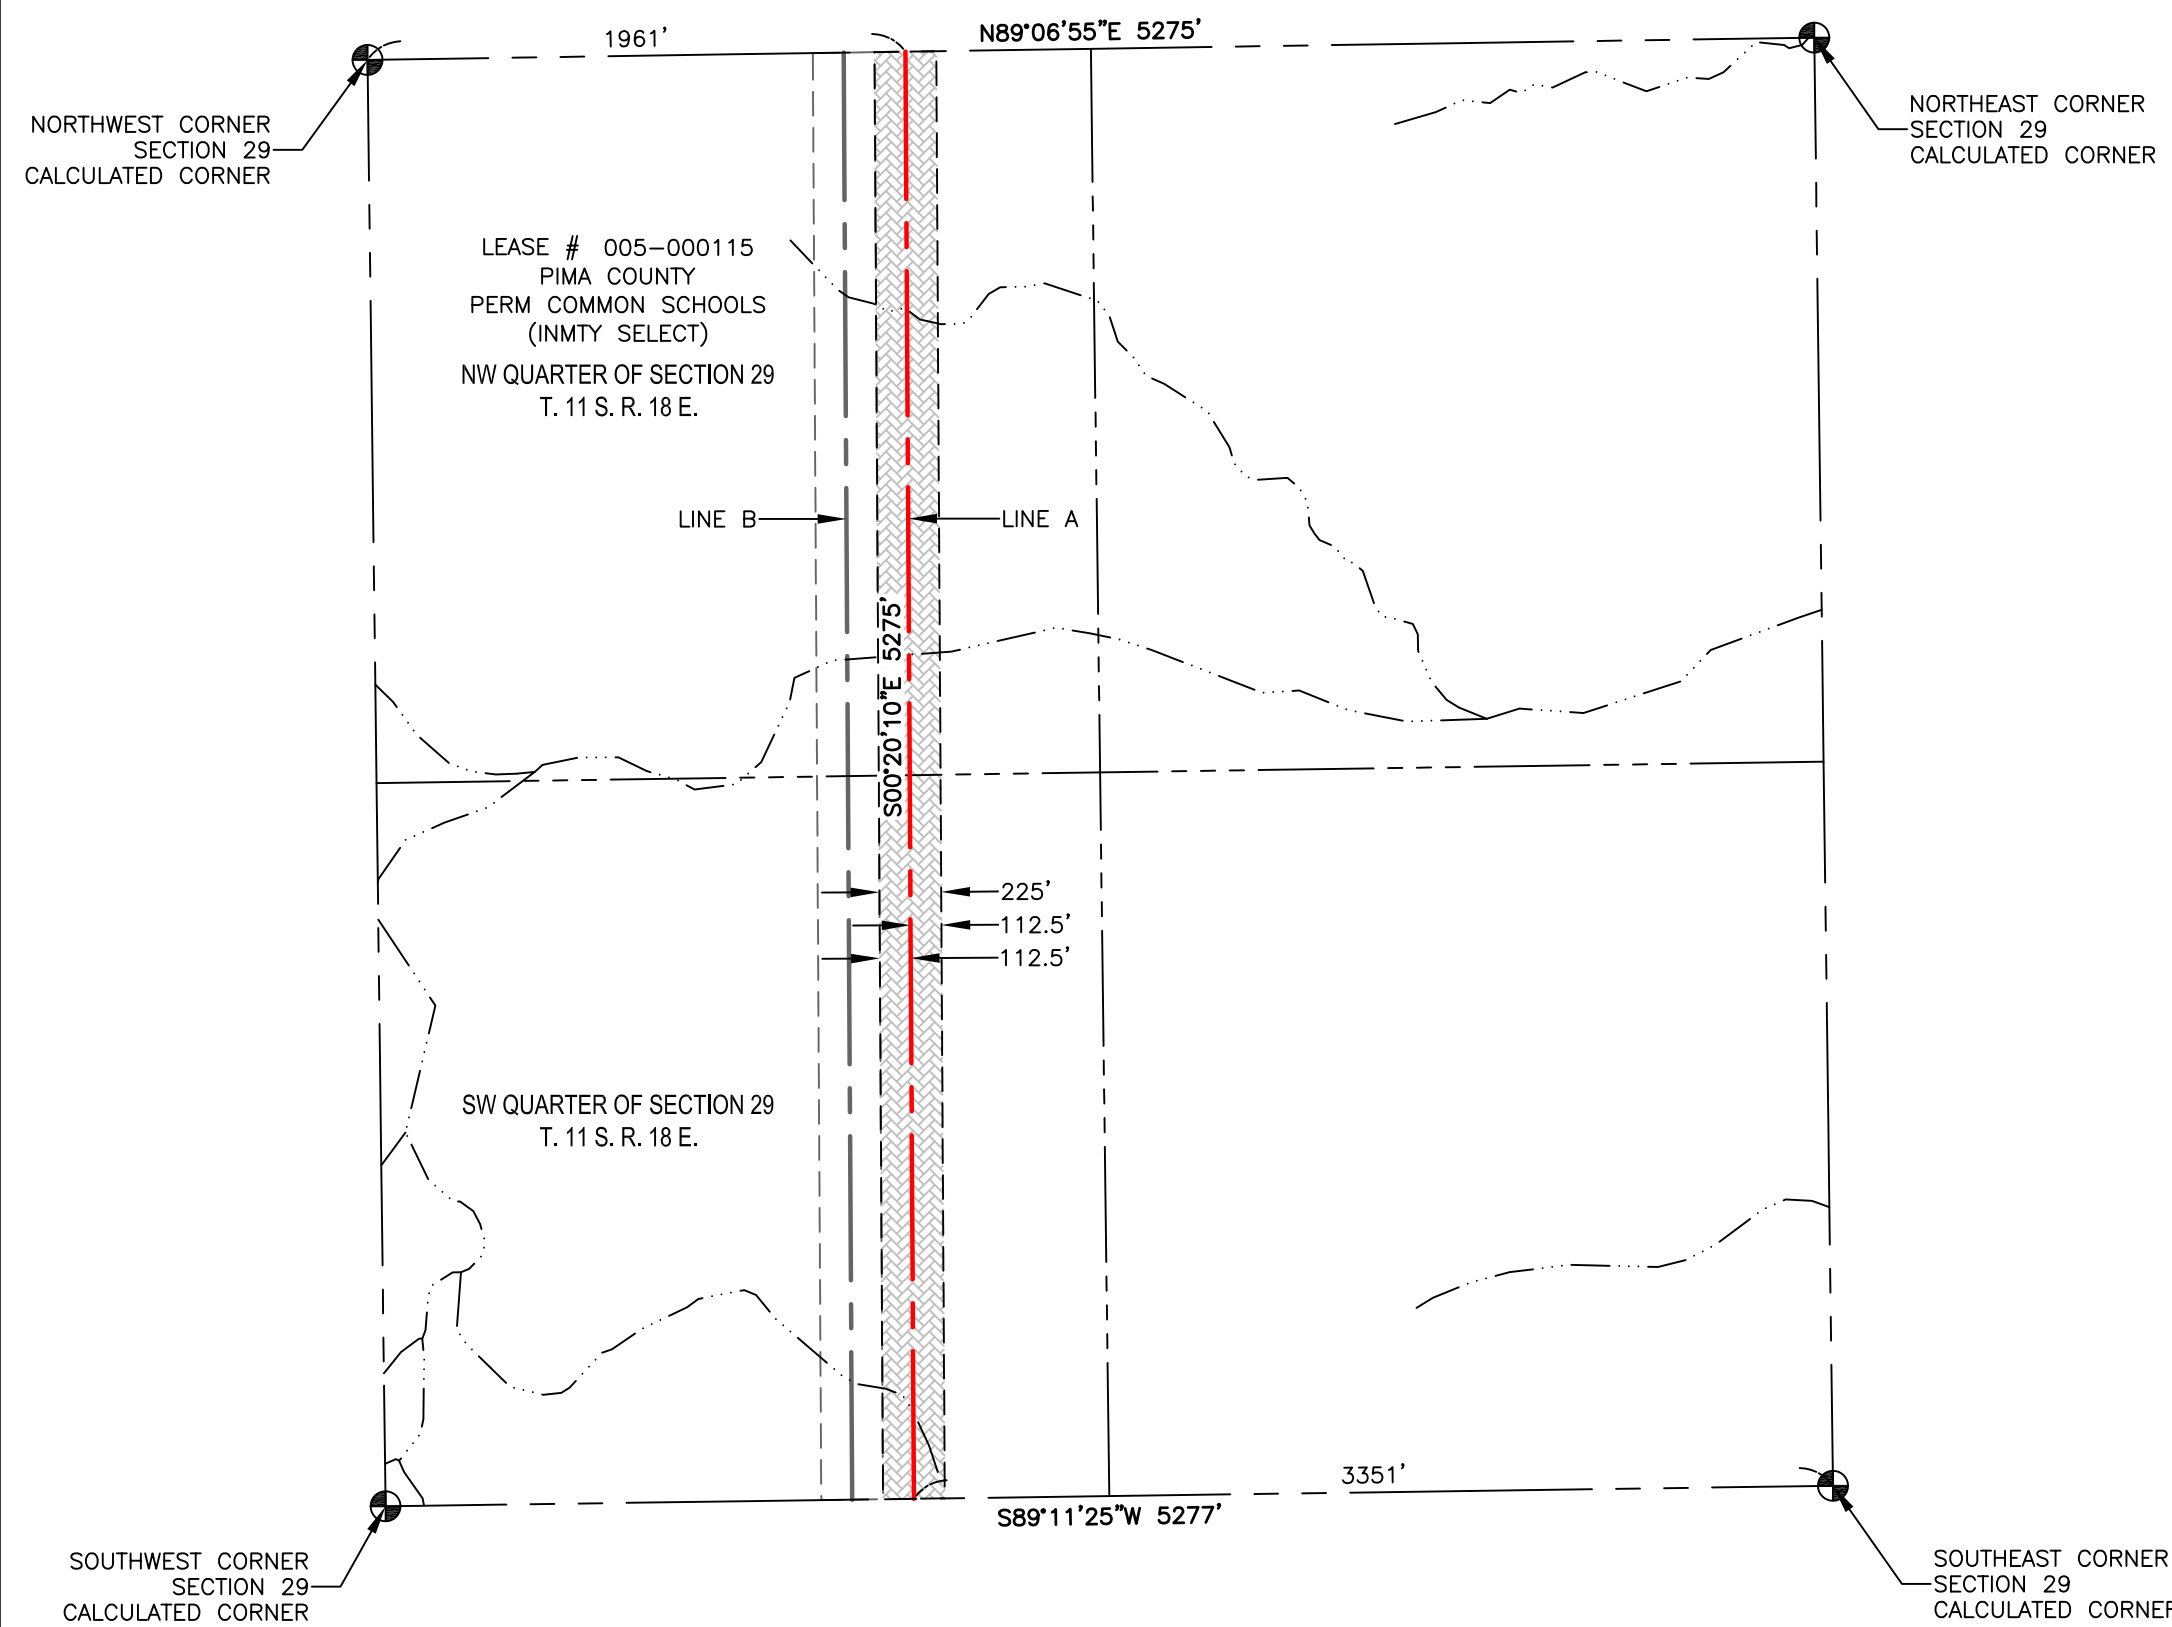 1961'
N89°06'55"E 5275'
NORTHWEST CORNER
SECTION 29
CALCULATED CORNER
NORTHEAST CORNER
SECTION 29
CALCULATED CORNER
LEASE # 005-000115
PIMA COUNTY
PERM COMMON SCHOOLS
(INMTY SELECT)
NW QUARTER OF SECTION 29
T. 11 S. R. 18 E.
LINE B
LINE A
S00°20'10"E 5275'
225'
112.5'
112.5'
SW QUARTER OF SECTION 29
T. 11 S. R. 18 E.
3351'
S89°11'25"W 5277'
SOUTHWEST CORNER
SECTION 29
CALCULATED CORNER
SOUTHEAST CORNER
SECTION 29
CALCULATED CORNER